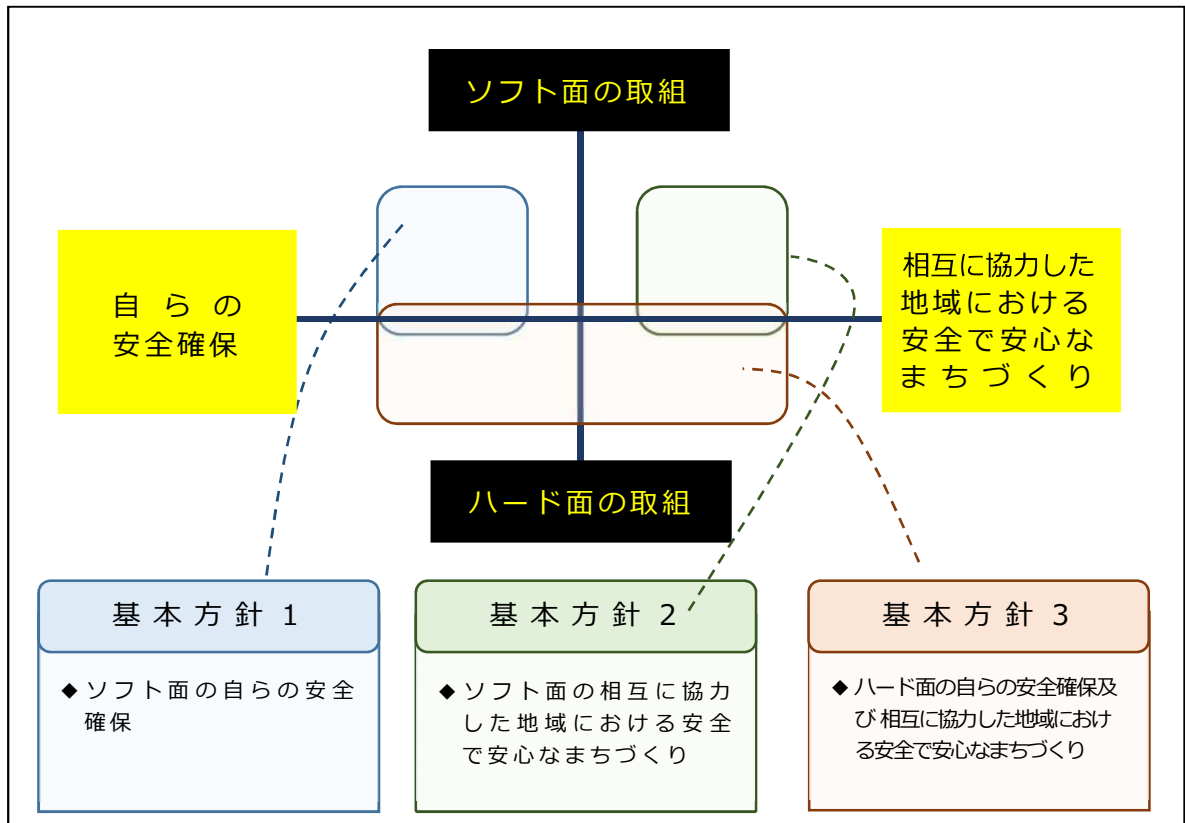 ソフト面の取組
自らの
安全確保
相互に協力した
地域における
安全で安心な
まちづくり
ハード面の取組
基本方針1
◆ソフト面の自らの安全
確保
基本方針2
◆ソフト面の相互に協力
した地域における安全
で安心なまちづくり
基本方針3
◆ハード面の自らの安全確保及
び相互に協力した地域におけ
る安全で安心なまちづくり